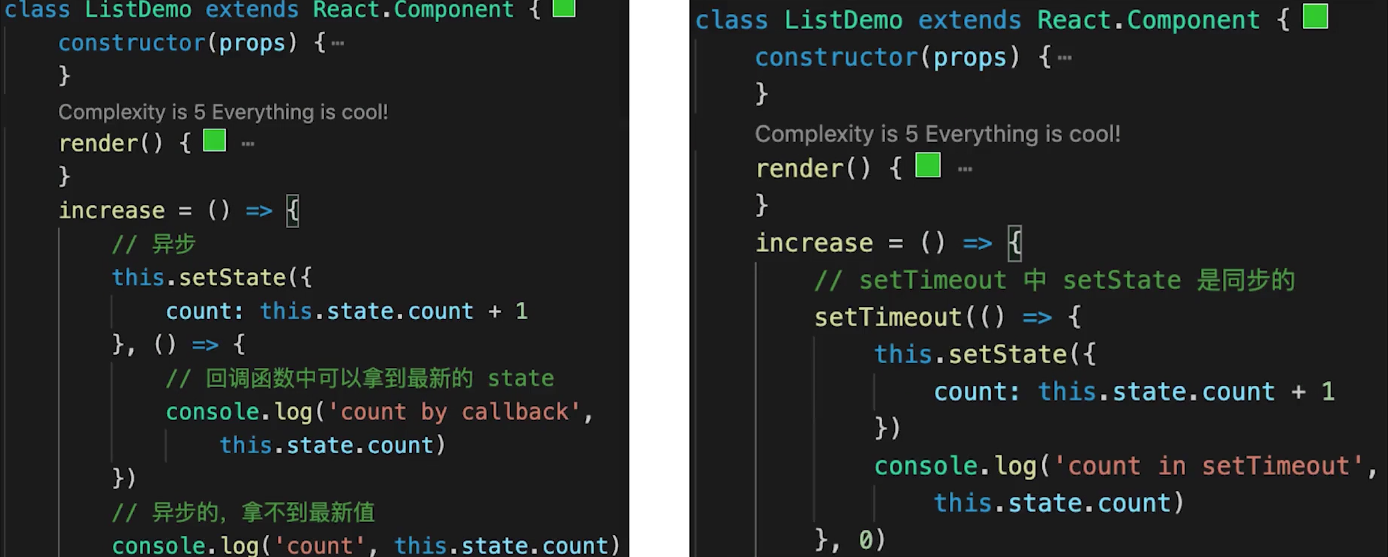 class ListDemo extends React.Component {
constructor(props) {⋯
}
Complexity is 5 Everything is cool!
render() { ⋯
}
increase = () => {
// 异步
this.setState({
count: this.state.count + 1
}, () => {
// 回调函数中可以拿到最新的 state
console.log('count by callback',
this.state.count)
})
// 异步的，拿不到最新值
console.log('count', this.state.count)
class ListDemo extends React.Component {
constructor(props) {⋯
}
Complexity is 5 Everything is cool!
render() { ⋯
}
increase = () => {
// setTimeout 中 setState 是同步的
setTimeout(() => {
this.setState({
count: this.state.count + 1
})
console.log('count in setTimeout',
this.state.count)
}, 0)